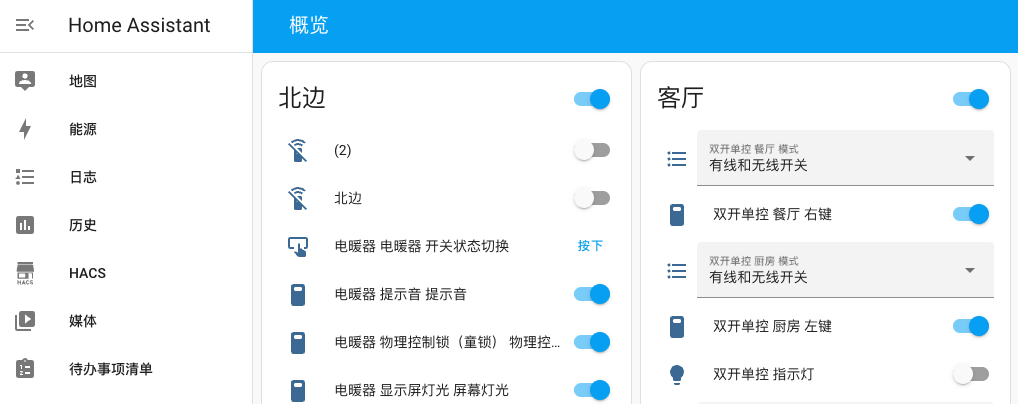 Home Assistant
概览
地图
能源
日志
历史
HACS
HACS
媒体
待办事项清单
北边
(2)
北边
电暖器 电暖器 开关状态切换
按下
电暖器 提示音 提示音
电暖器 物理控制锁（童锁） 物理控...
电暖器 显示屏灯光 屏幕灯光
客厅
双开单控 餐厅 模式
有线和无线开关
双开单控 餐厅 右键
双开单控 厨房 模式
有线和无线开关
双开单控 厨房 左键
双开单控 指示灯